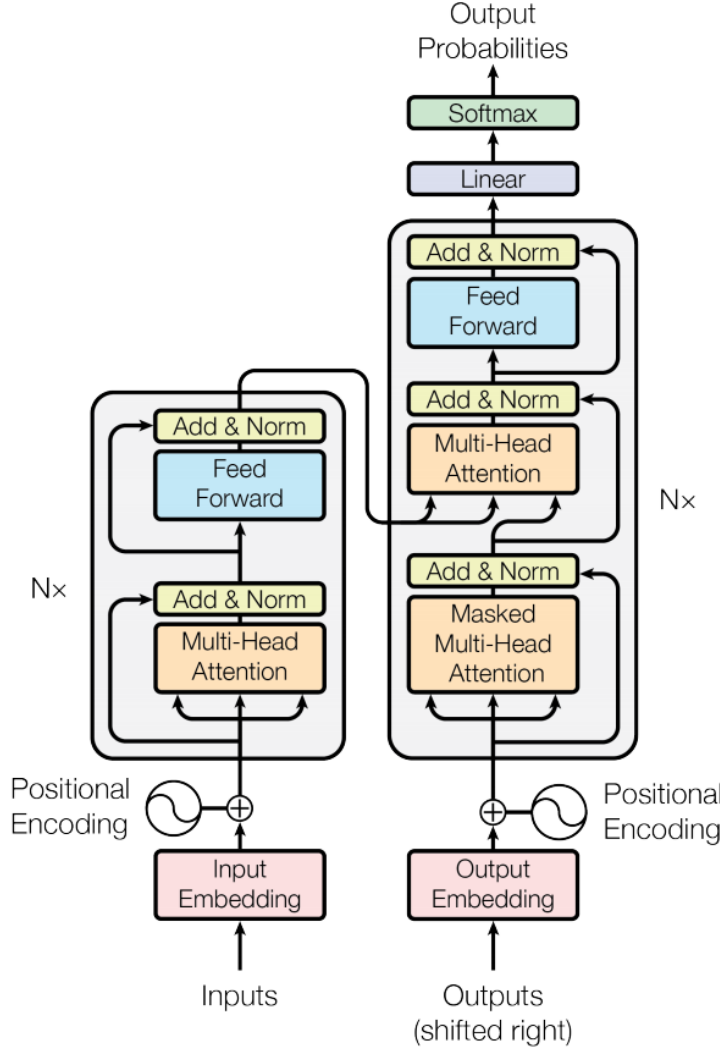 Output
Probabilities
Softmax
Linear
Add & Norm
Feed
Forward
Add & Norm
Multi-Head
Attention
Add & Norm
Masked
Multi-Head
Attention
Nx
Add & Norm
Feed
Forward
Add & Norm
Multi-Head
Attention
Nx
Positional
Encoding
Positional
Encoding
Input
Embedding
Output
Embedding
Inputs
Outputs
(shifted right)